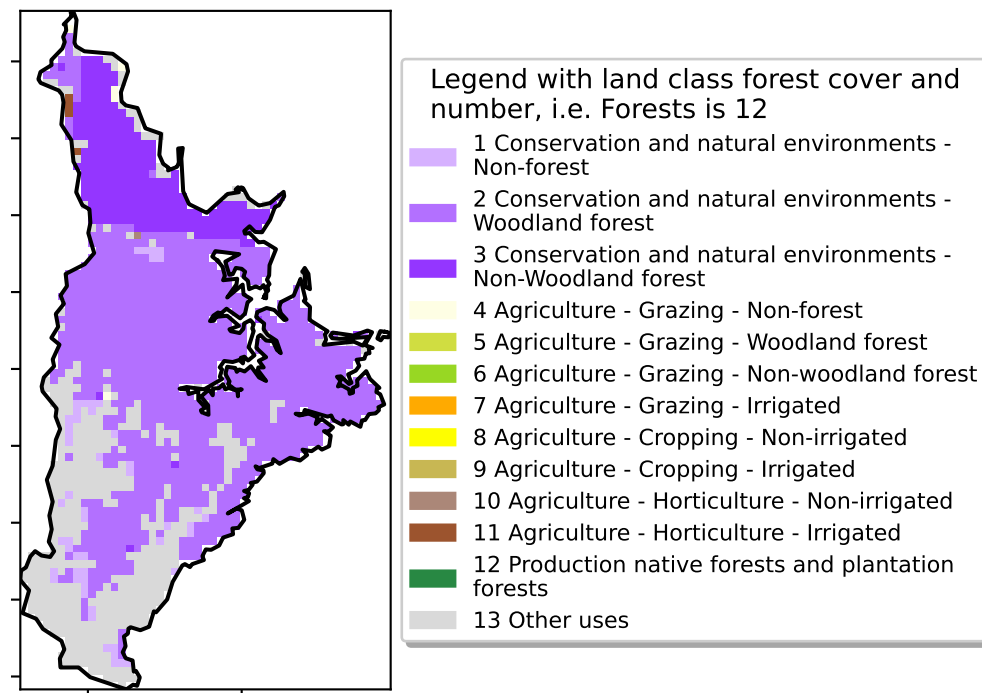 Legend with land class forest cover and
number, i.e. Forests is 12
1 Conservation and natural environments -
Non-forest
2 Conservation and natural environments -
Woodland forest
3 Conservation and natural environments -
Non-Woodland forest
4 Agriculture - Grazing - Non-forest
5 Agriculture - Grazing - Woodland forest
6 Agriculture - Grazing - Non-woodland forest
7 Agriculture - Grazing - Irrigated
8 Agriculture - Cropping - Non-irrigated
9 Agriculture - Cropping - Irrigated
10 Agriculture - Horticulture - Non-irrigated
11 Agriculture - Horticulture - Irrigated
12 Production native forests and plantation
forests
13 Other uses